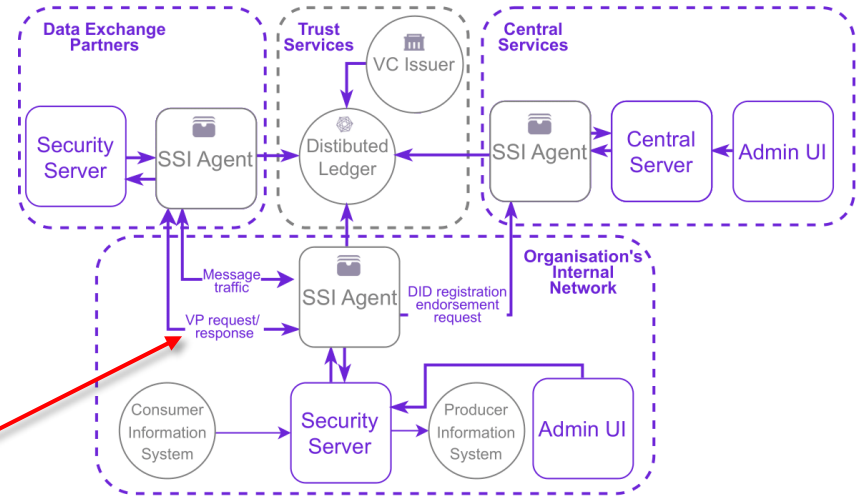 Data Exchange
Partners
Security
Server
SSI Agent
Trust
Services
VC Issuer
Distibuted
Ledger
Central
Services
SSI Agent
Central
Server
Admin UI
Organisation's
Internal
Network
Message
traffic
VP request/
response
SSI Agent
DID registration
endorsement
request
Consumer
Information
System
Security
Server
Producer
Information
System
Admin UI